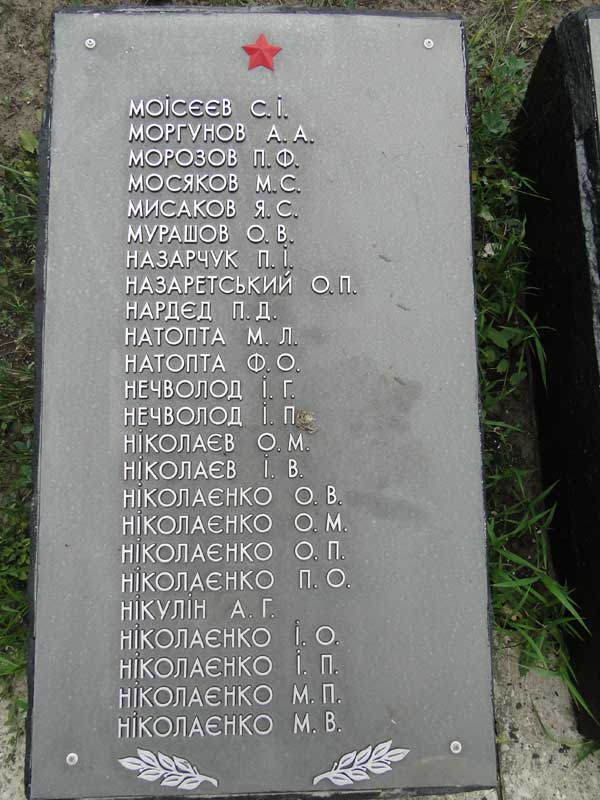 МОІСЄЄВ С.І.
МОРГУНОВ А.А.
МОРОЗОВ П.Ф.
МОСЯКОВ М.С.
МИСАКОВ Я.С.
МУРАШОВ О.В.
НАЗАРЧУК П.І.
НАЗАРЕТСЬКИЙ О.П.
НАРДЄД П.Д.
НАТОПТА М.Л.
НАТОПТА Ф.О.
НЕЧВОЛОД І.Г.
НЕЧВОЛОД І.П
НІКОЛАЄВ О.М.
НІКОЛАЄВ І.В.
НІКОЛАЄНКО О.В.
НІКОЛАЄНКО О.М.
НІКОЛАЄНКО О.П.
НІКОЛАЄНКО П.О.
НІКУЛІН А.Г.
НІКОЛАЄНКО І.О.
НІКОЛАЄНКО І.П.
НІКОЛАЄНКО М.П.
НІКОЛАЄНКО М.В.